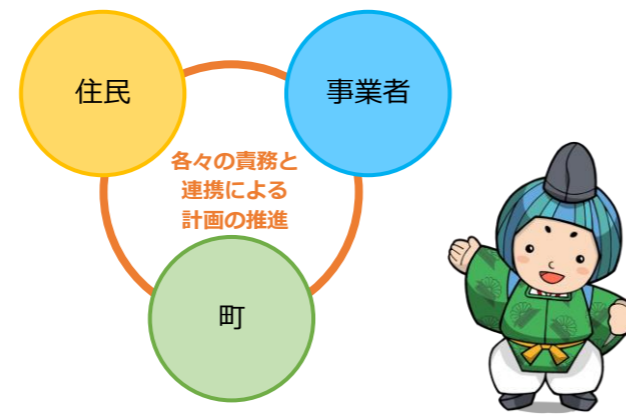 住民
事業者
各々の責務と
連携による
計画の推進
町